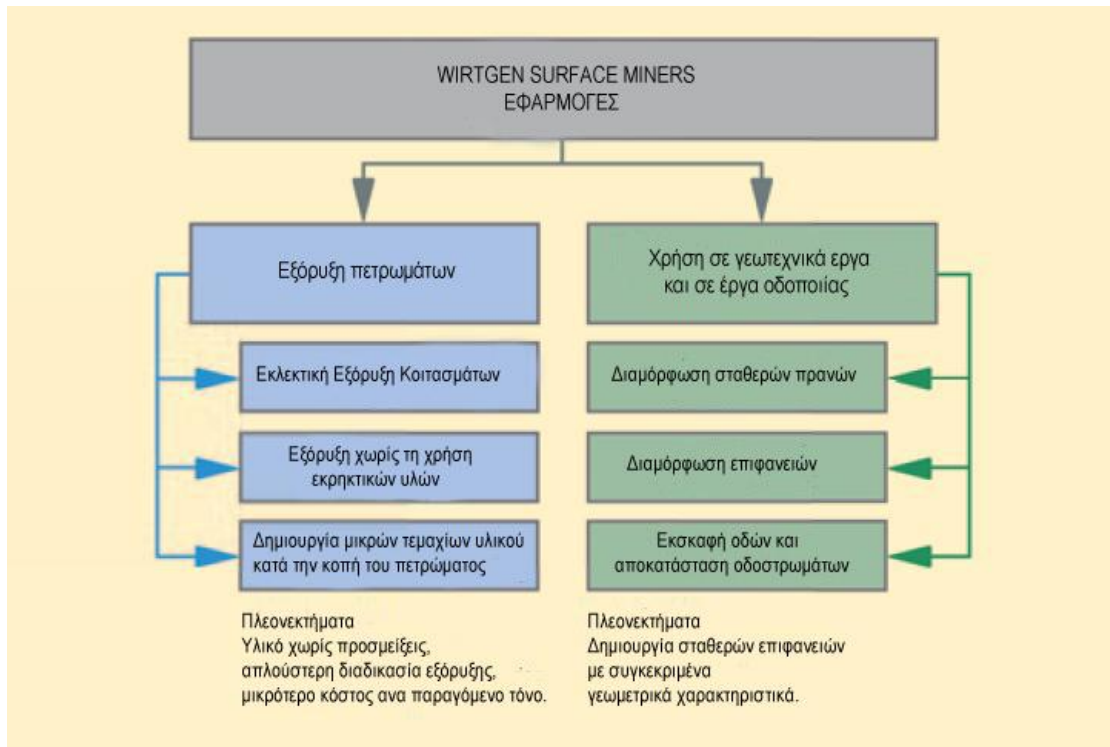 WIRTGEN SURFACE MINERS
ΕΦΑΡΜΟΓΕΣ
Εξόρυξη πετρωμάτων
Εκλεκτική Εξόρυξη Κοιτασμάτων
Εξόρυξη χωρίς τη χρήση
εκρηκτικών υλών
Δημιουργία μικρών τεμαχίων υλικού
κατά την κοπή του πετρώματος
Πλεονεκτήματα
Υλικό χωρίς προσμείξεις,
απλούστερη διαδικασία εξόρυξης,
μικρότερο κόστος ανα παραγόμενο τόνο.
Χρήση σε γεωτεχνικά εργα
και σε έργα οδοποιίας
Διαμόρφωση σταθερών πρανών
Διαμόρφωση επιφανειών
Εκσκαφή οδών και
αποκατάσταση οδοστρωμάτων
Πλεονεκτήματα
Δημιουργία σταθερών επιφανειών
με συγκεκριμένα
γεωμετρικά χαρακτηριστικά.